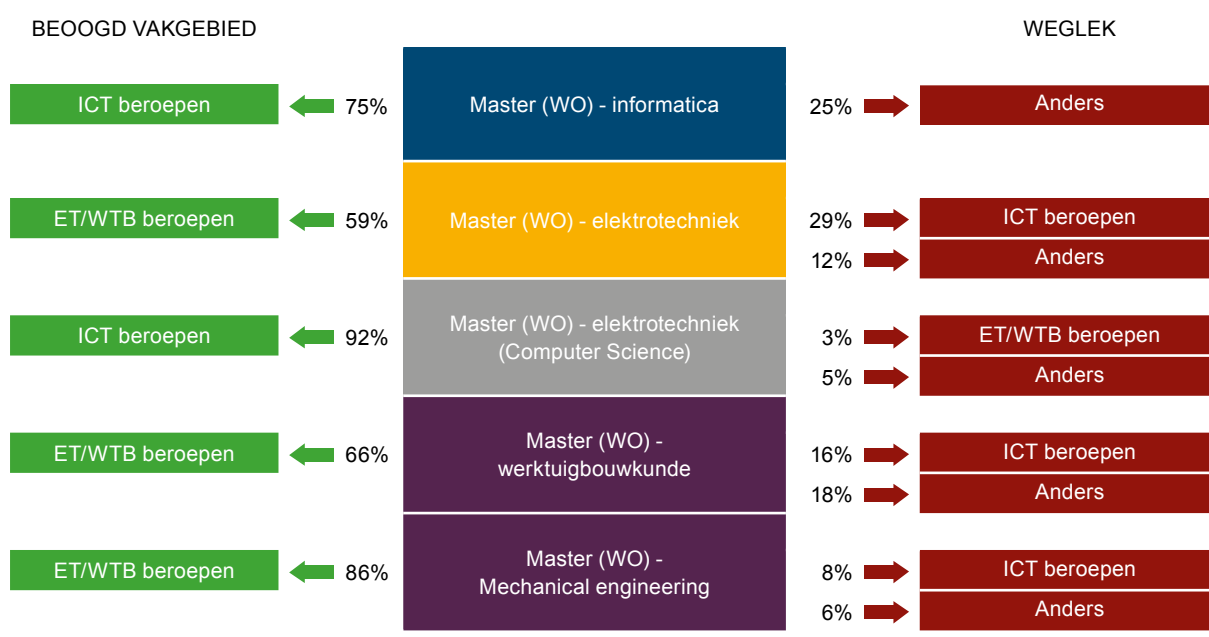 BEOOGD VAKGEBIED
WEGLEK
ICT beroepen
75%
Master (WO) - informatica
25%
Anders
ET/WTB beroepen
59%
Master (WO) - elektrotechniek
29%
ICT beroepen
12%
Anders
ICT beroepen
92%
Master (WO) - elektrotechniek
(Computer Science)
3%
ET/WTB beroepen
5%
Anders
ET/WTB beroepen
66%
Master (WO) -
werktuigbouwkunde
16%
ICT beroepen
18%
Anders
ET/WTB beroepen
86%
Master (WO) -
Mechanical engineering
8%
ICT beroepen
6%
Anders